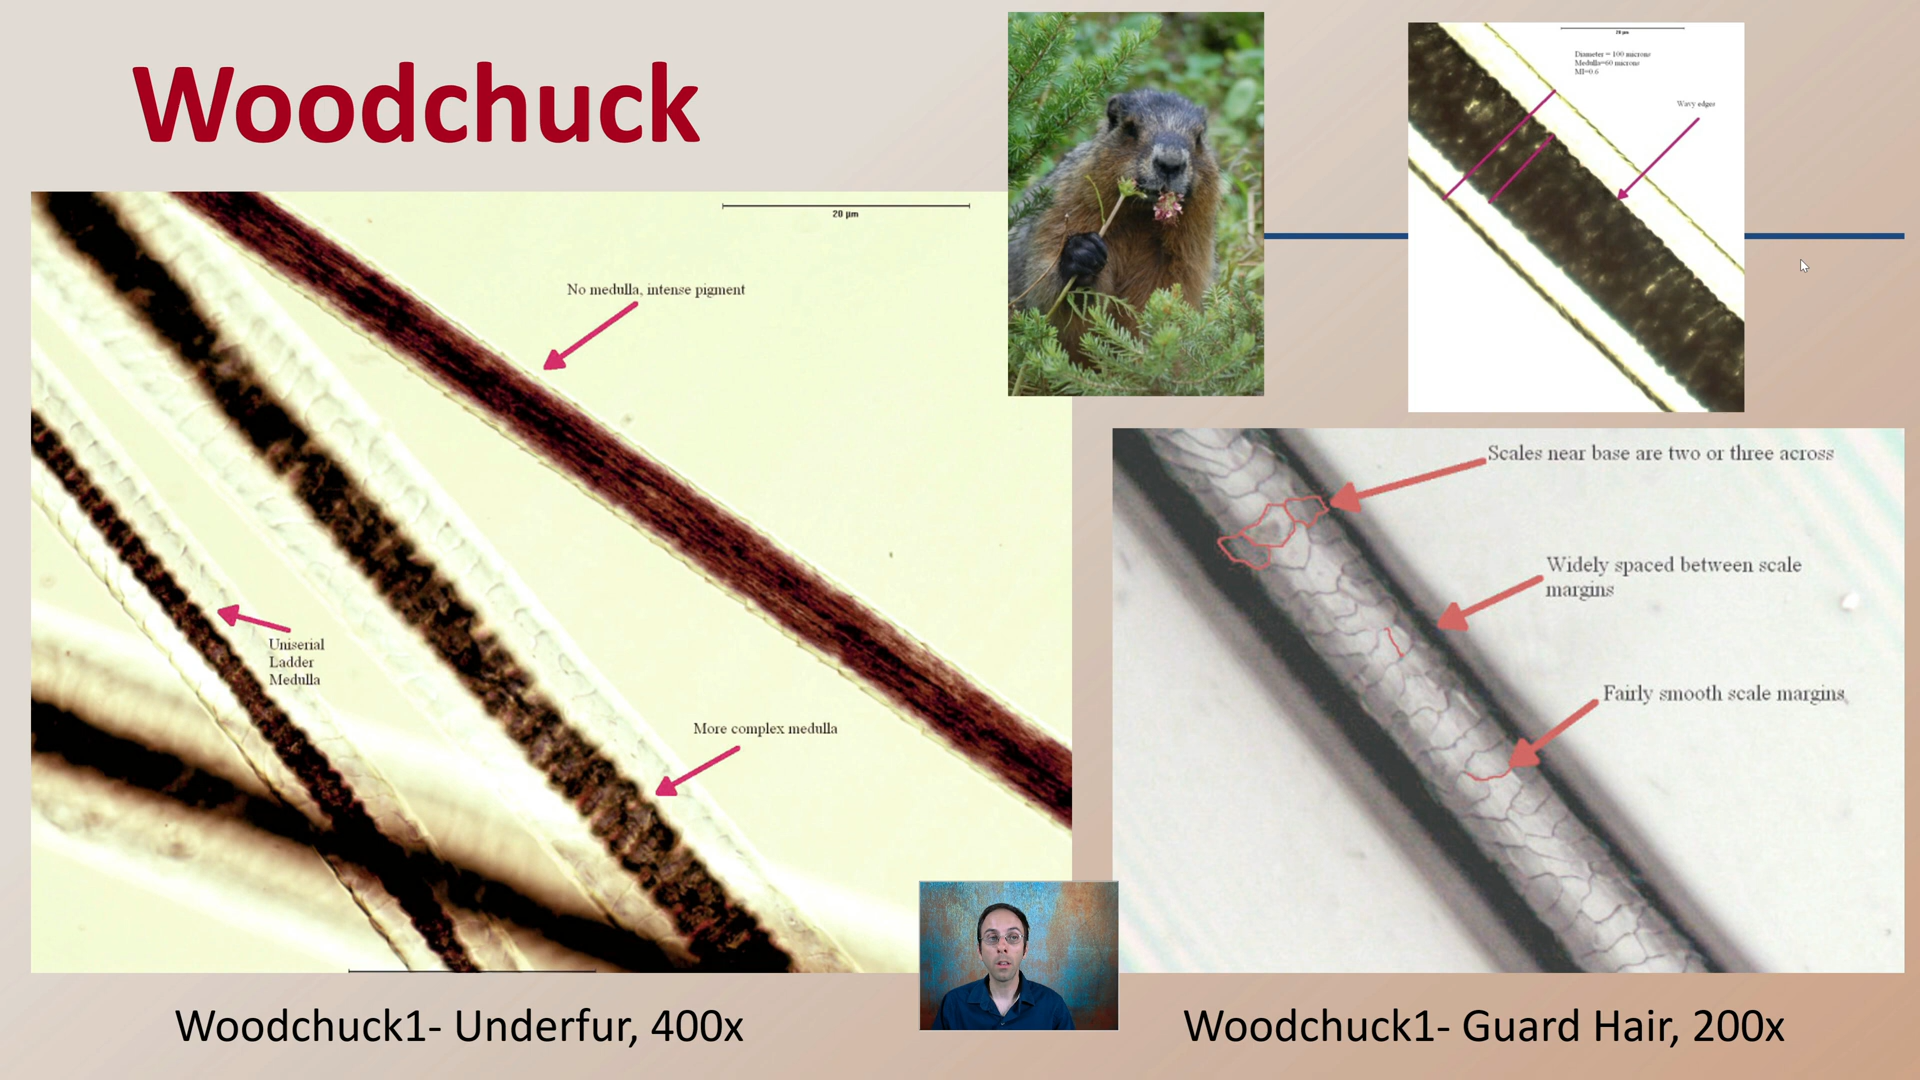 Woodchuck
20 µm
Diameter = 100 microns
Medulla=60 microns
MI=0.6
Wavy edges
20 µm
No medulla, intense pigment
Uniserial
Ladder
Medulla
More complex medulla
Scales near base are two or three across
Widely spaced between scale
margins
Fairly smooth scale margins
Woodchuck1- Underfur, 400x
Woodchuck1- Guard Hair, 200x